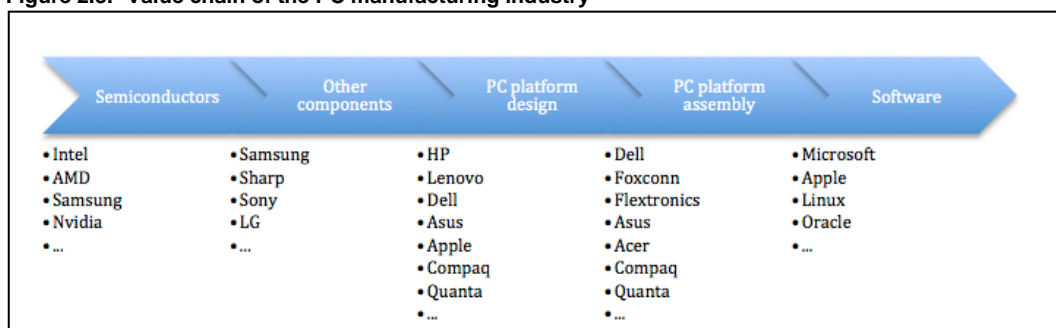 Figure 2.3. Value chain of the PC manufacturing industry
Semiconductors
Other
components
PC platform
design
PC platform
assembly
Software
• Intel
• AMD
• Samsung
• Nvidia
• ...
• Samsung
• Sharp
• Sony
• LG
• ...
• HP
• Lenovo
• Dell
• Asus
• Apple
• Compaq
• Quanta
• ...
• Dell
• Foxconn
• Flextronics
• Asus
• Acer
• Compaq
• Quanta
• ...
• Microsoft
• Apple
• Linux
• Oracle
• ...